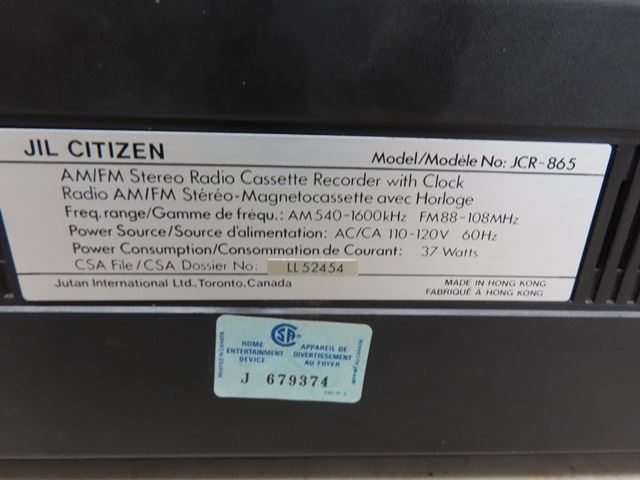 JIL CITIZEN
Model/Modèle No: JCR-865
AM/FM Stereo Radio Cassette Recorder with Clock
Radio AM/FM Stéréo-Magnetocassette avec Horloge
Freq. range/Gamme de fréqu.: AM 540-1600kHz FM 88-108MHz
Power Source/Source d'alimentation: AC/CA 110-120V 60Hz
Power Consumption/Consommation de Courant: 37 Watts
CSA File/CSA Dossier No: LL52454
Jutan International Ltd., Toronto, Canada
MADE IN HONG KONG
FABRIQUÉ À HONG KONG
HOME ENTERTAINMENT DEVICE
APPAREIL DE DIVERTISSEMENT AU FOYER
J 679374